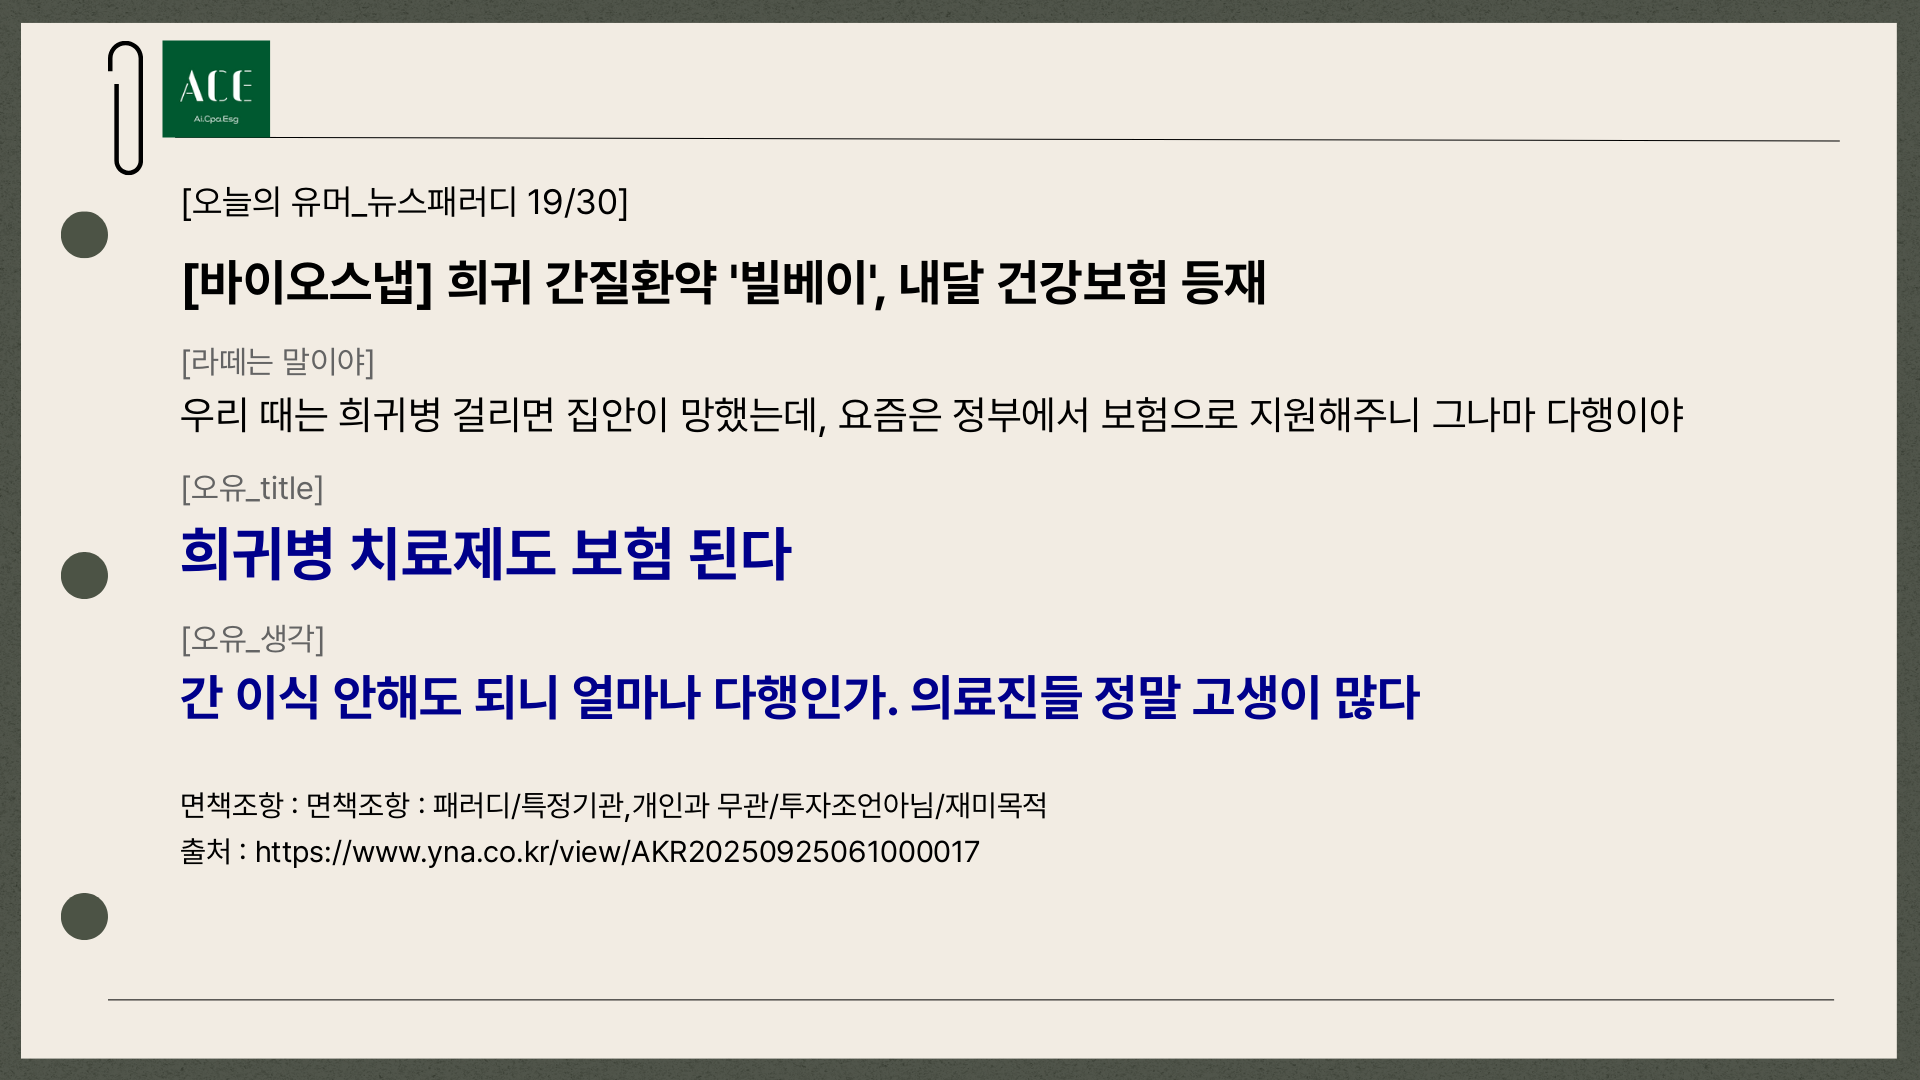 ACE
Ai.Cpa.Esg
[오늘의 유머_뉴스패러디 19/30]
[바이오스냅] 희귀 간질환약 '빌베이', 내달 건강보험 등재
[라떼는 말이야]
우리 때는 희귀병 걸리면 집안이 망했는데, 요즘은 정부에서 보험으로 지원해주니 그나마 다행이야
[오유_title]
희귀병 치료제도 보험 된다
[오유_생각]
간 이식 안해도 되니 얼마나 다행인가. 의료진들 정말 고생이 많다
면책조항 : 면책조항 : 패러디/특정기관,개인과 무관/투자조언아님/재미목적
출처 : https://www.yna.co.kr/view/AKR20250925061000017